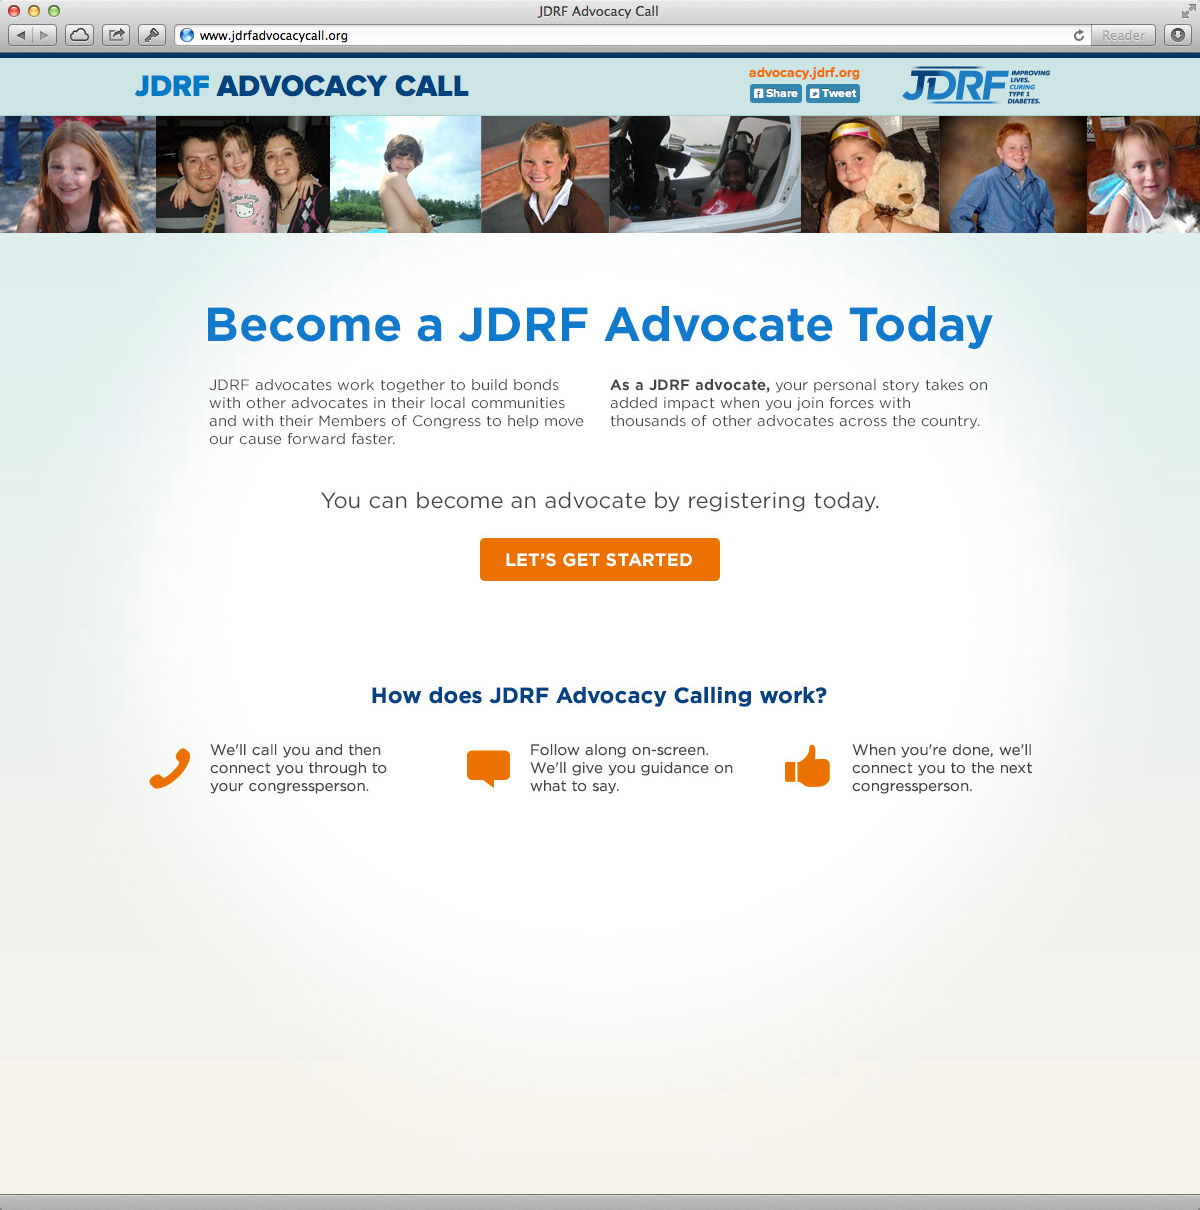 JDRF Advocacy Call
www.jdrfadvocacycall.org
Reader
JDRF ADVOCACY CALL
advocacy.jdrf.org
Share
Tweet
JDRF
IMPROVING
LIVES.
CURING
TYPE 1
DIABETES.
Hello Kitty
Become a JDRF Advocate Today
JDRF advocates work together to build bonds
with other advocates in their local communities
and with their Members of Congress to help move
our cause forward faster.
As a JDRF advocate, your personal story takes on
added impact when you join forces with
thousands of other advocates across the country.
You can become an advocate by registering today.
LET’S GET STARTED
How does JDRF Advocacy Calling work?
We'll call you and then
connect you through to
your congressperson.
Follow along on-screen.
We'll give you guidance on
what to say.
When you're done, we'll
connect you to the next
congressperson.